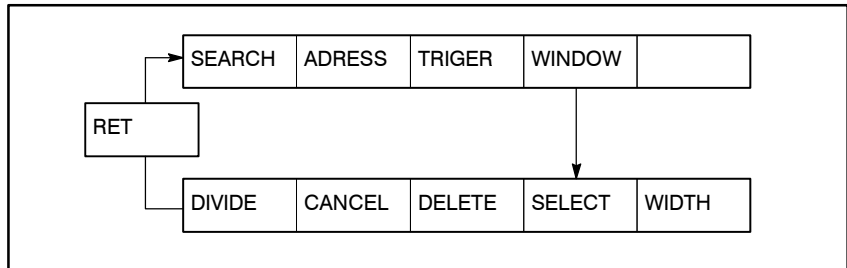 SEARCH ADRESS TRIGER WINDOW
RET
DIVIDE CANCEL DELETE SELECT WIDTH